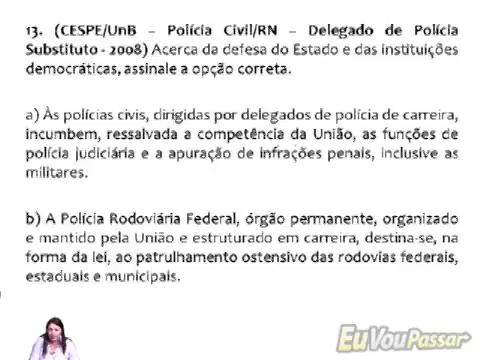 13. (CESPE/UnB – Polícia Civil/RN – Delegado de Polícia
Substituto - 2008) Acerca da defesa do Estado e das instituições
democráticas, assinale a opção correta.
a) Às polícias civis, dirigidas por delegados de polícia de carreira,
incumbem, ressalvada a competência da União, as funções de
polícia judiciária e a apuração de infrações penais, inclusive as
militares.
b) A Polícia Rodoviária Federal, órgão permanente, organizado
e mantido pela União e estruturado em carreira, destina-se, na
forma da lei, ao patrulhamento ostensivo das rodovias federais,
estaduais e municipais.
EuVouPassar